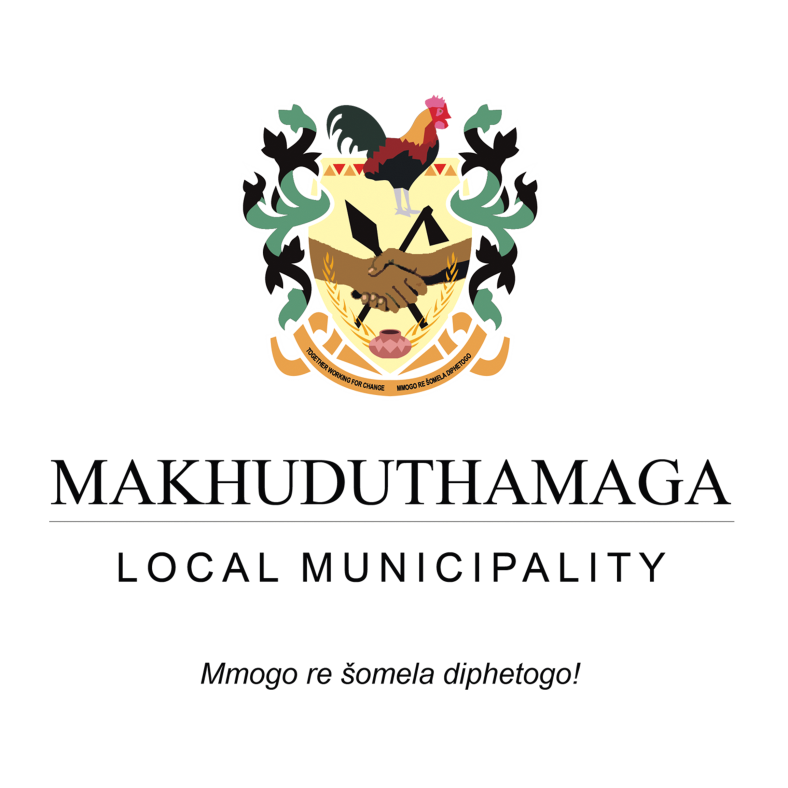 TOGETHER WORKING FOR CHANGE MMOGO RE ŠOMELA DIPHETOGO
MAKHUDUTHAMAGA
LOCAL MUNICIPALITY
Mmogo re šomela diphetogo!